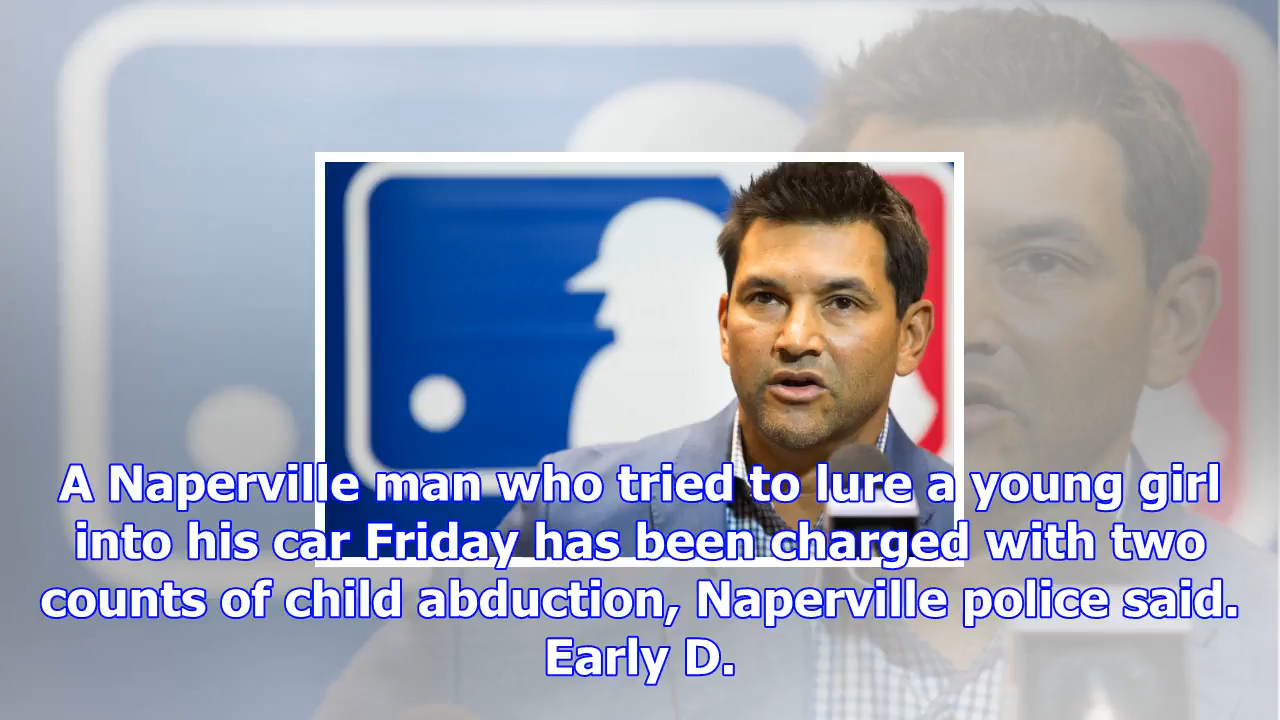 A Naperville man who tried to lure a young girl
into his car Friday has been charged with two
counts of child abduction, Naperville police said.
Early D.